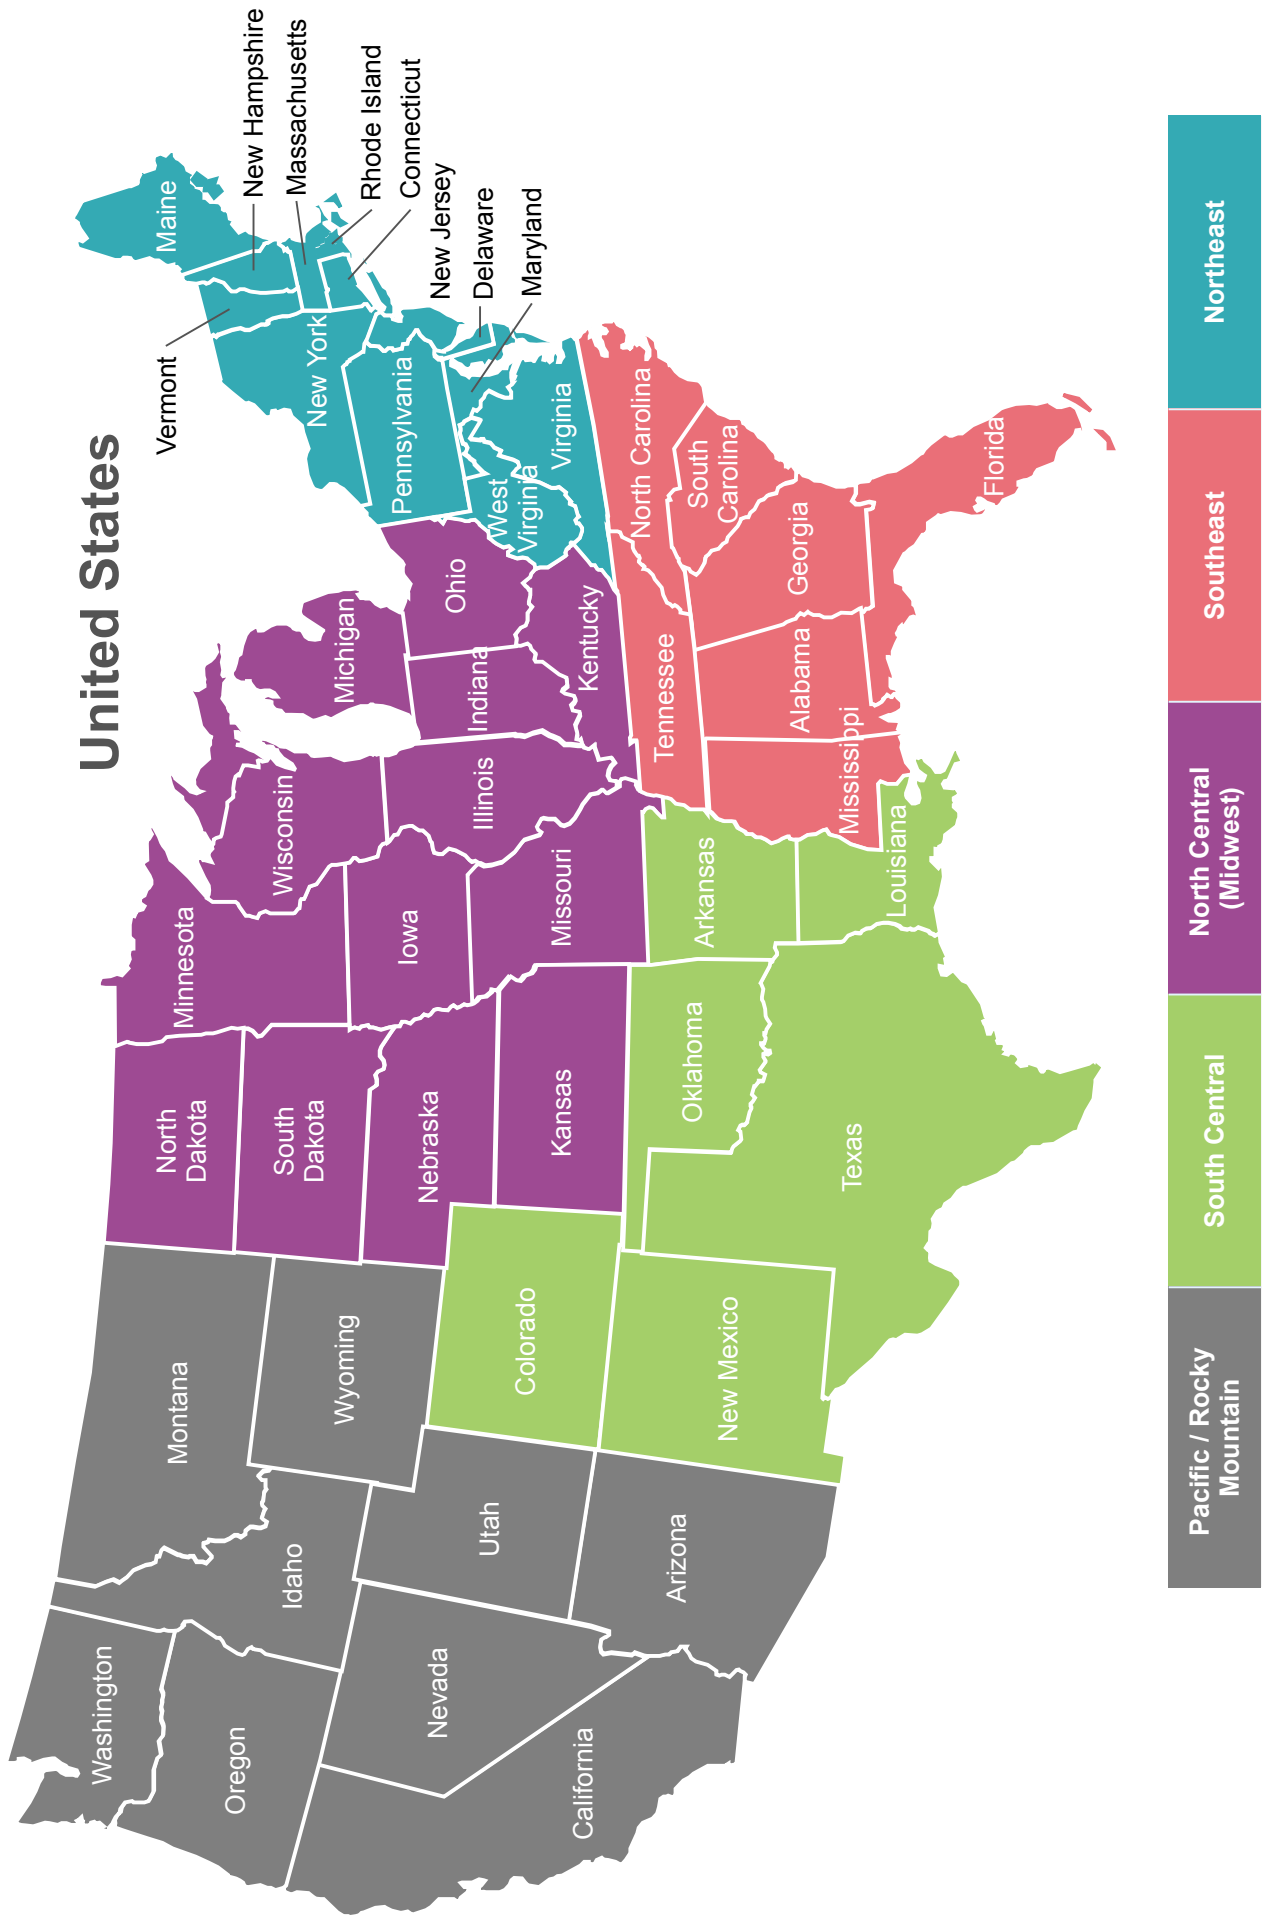 United States
Washington
Oregon
California
Nevada
Idaho
Montana
Wyoming
Utah
Arizona
Colorado
New Mexico
North
Dakota
South
Dakota
Nebraska
Kansas
Oklahoma
Texas
Minnesota
Iowa
Missouri
Arkansas
Louisiana
Wisconsin
Illinois
Michigan
Indiana
Ohio
Kentucky
Tennessee
Mississippi
Alabama
Georgia
Florida
South
Carolina
North Carolina
Virginia
West
Virginia
Pennsylvania
New York
Vermont
Maine
New Hampshire
Massachusetts
Rhode Island
Connecticut
New Jersey
Delaware
Maryland
Pacific / Rocky
Mountain
South Central
North Central
(Midwest)
Southeast
Northeast